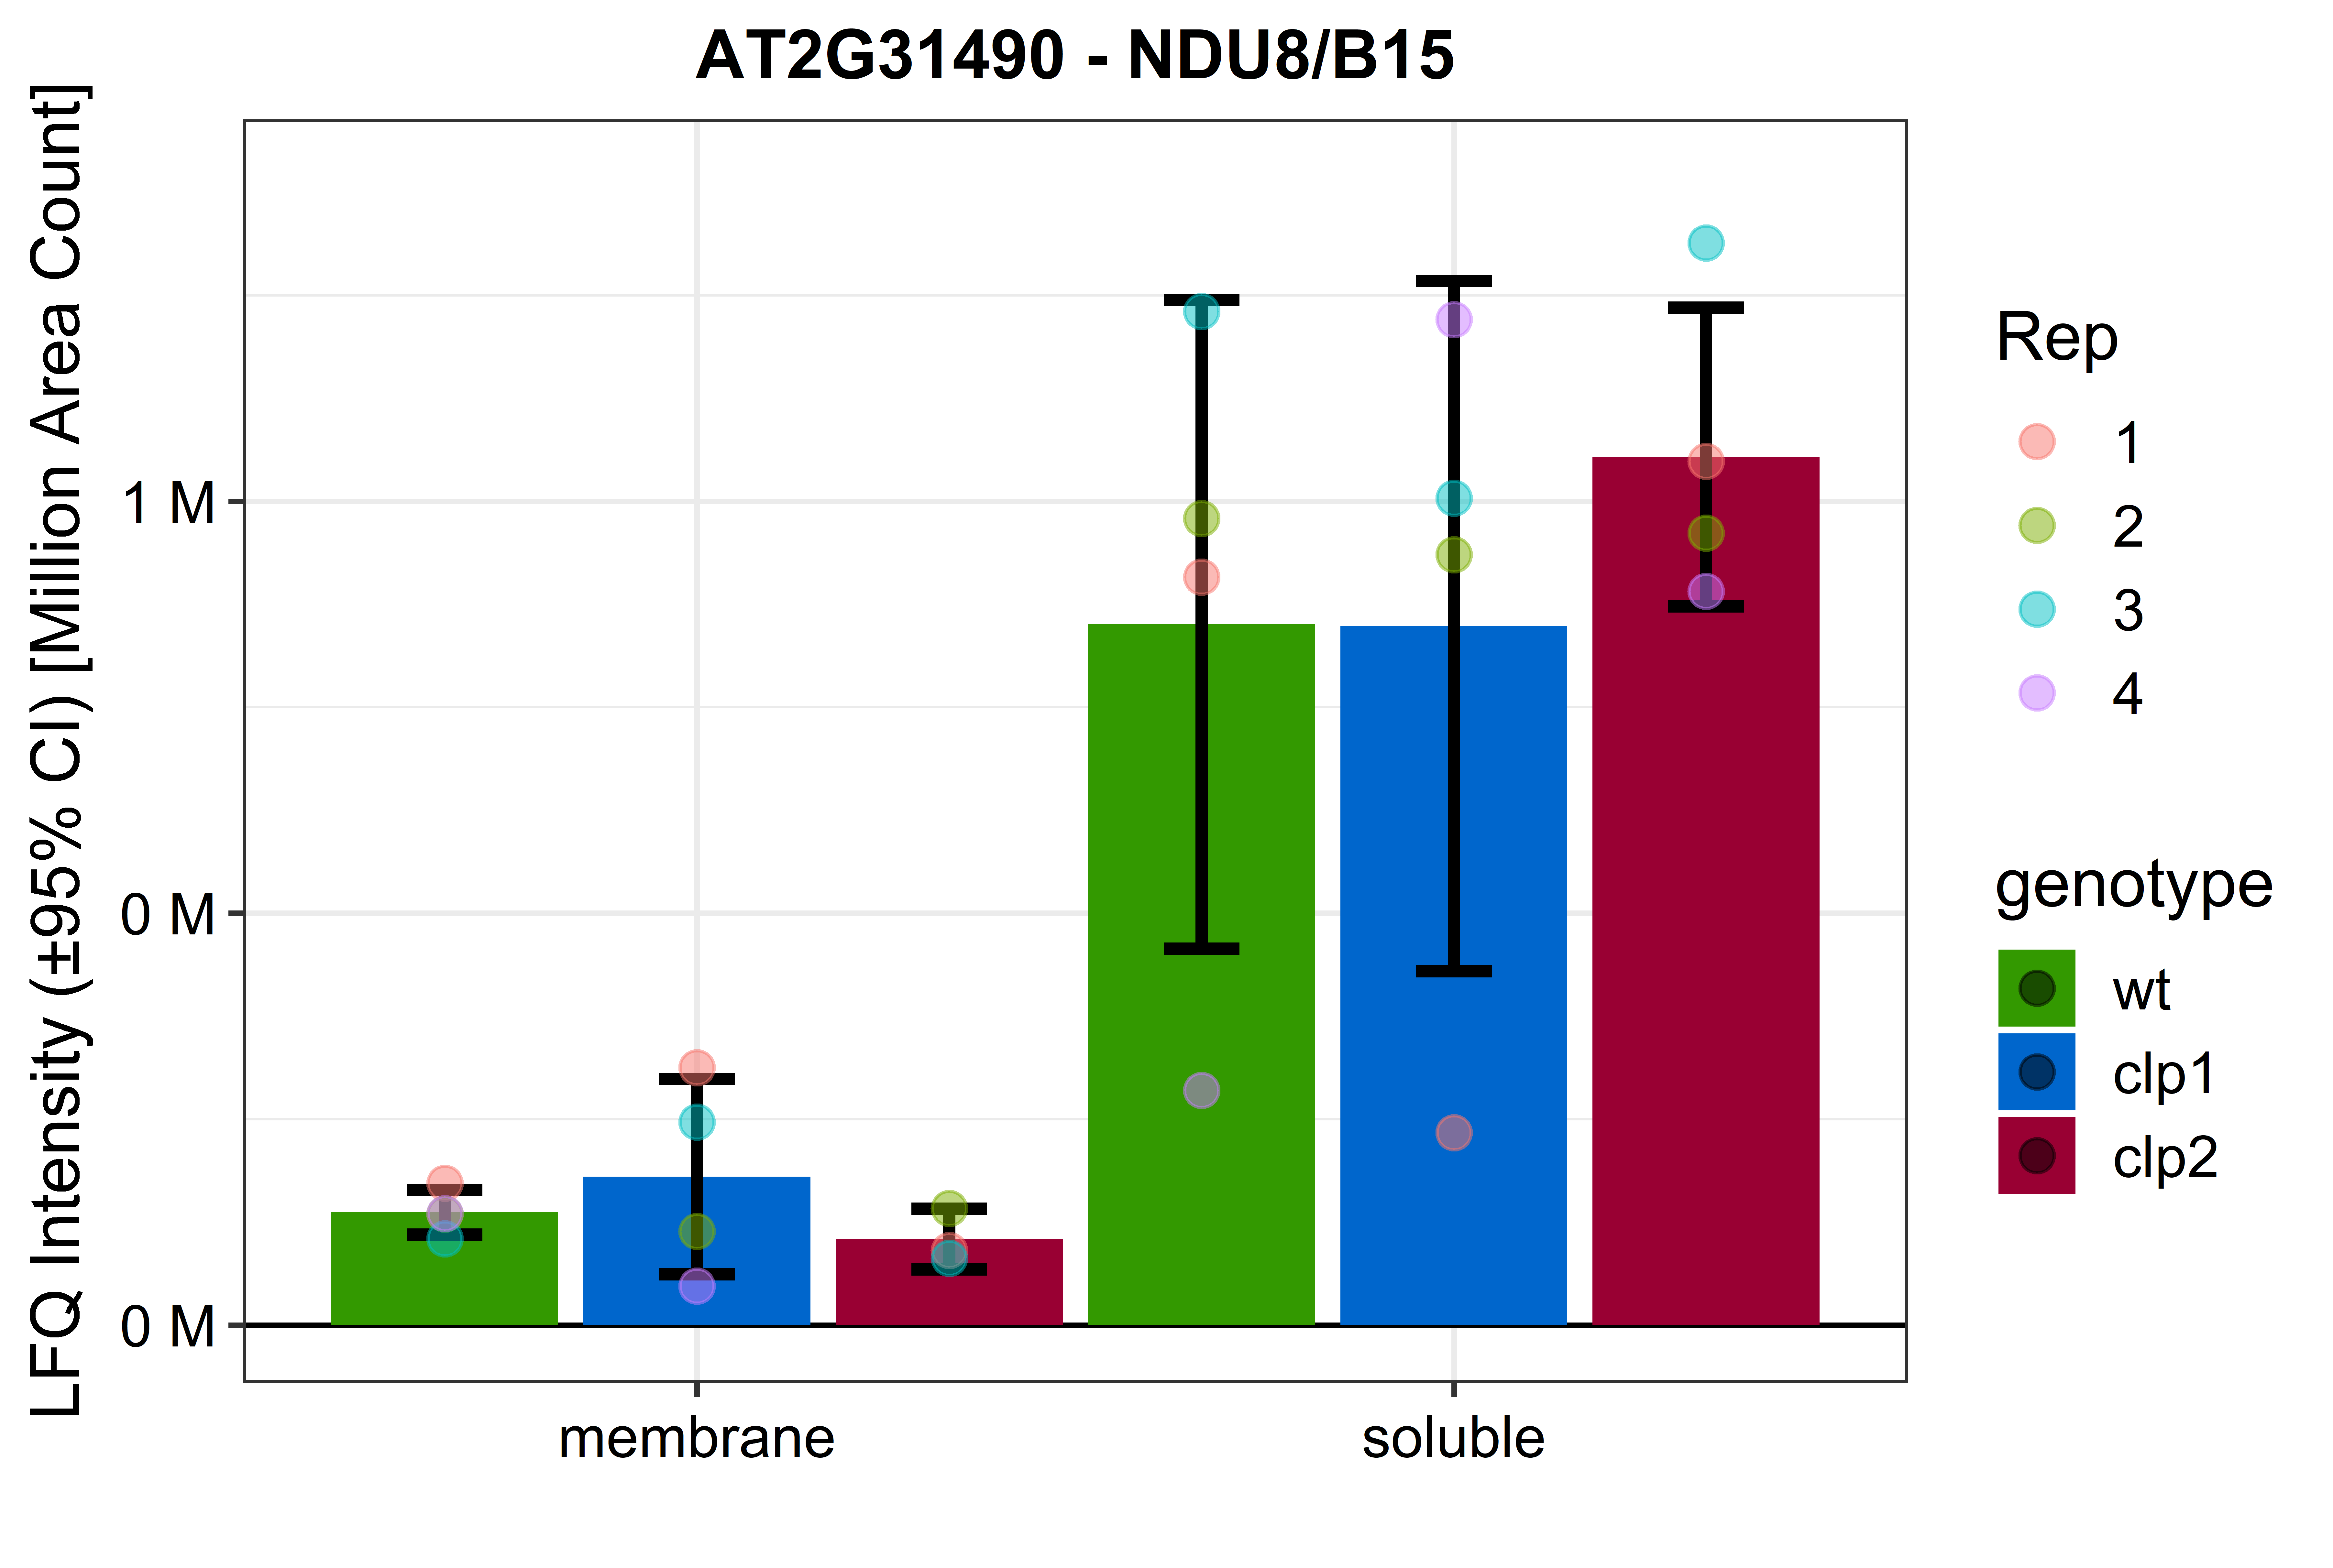 AT2G31490 - NDU8/B15
LFQ Intensity (±95% CI) [Million Area Count]
1 M
0 M
0 M
membrane
soluble
Rep
1
2
3
4
genotype
wt
clp1
clp2